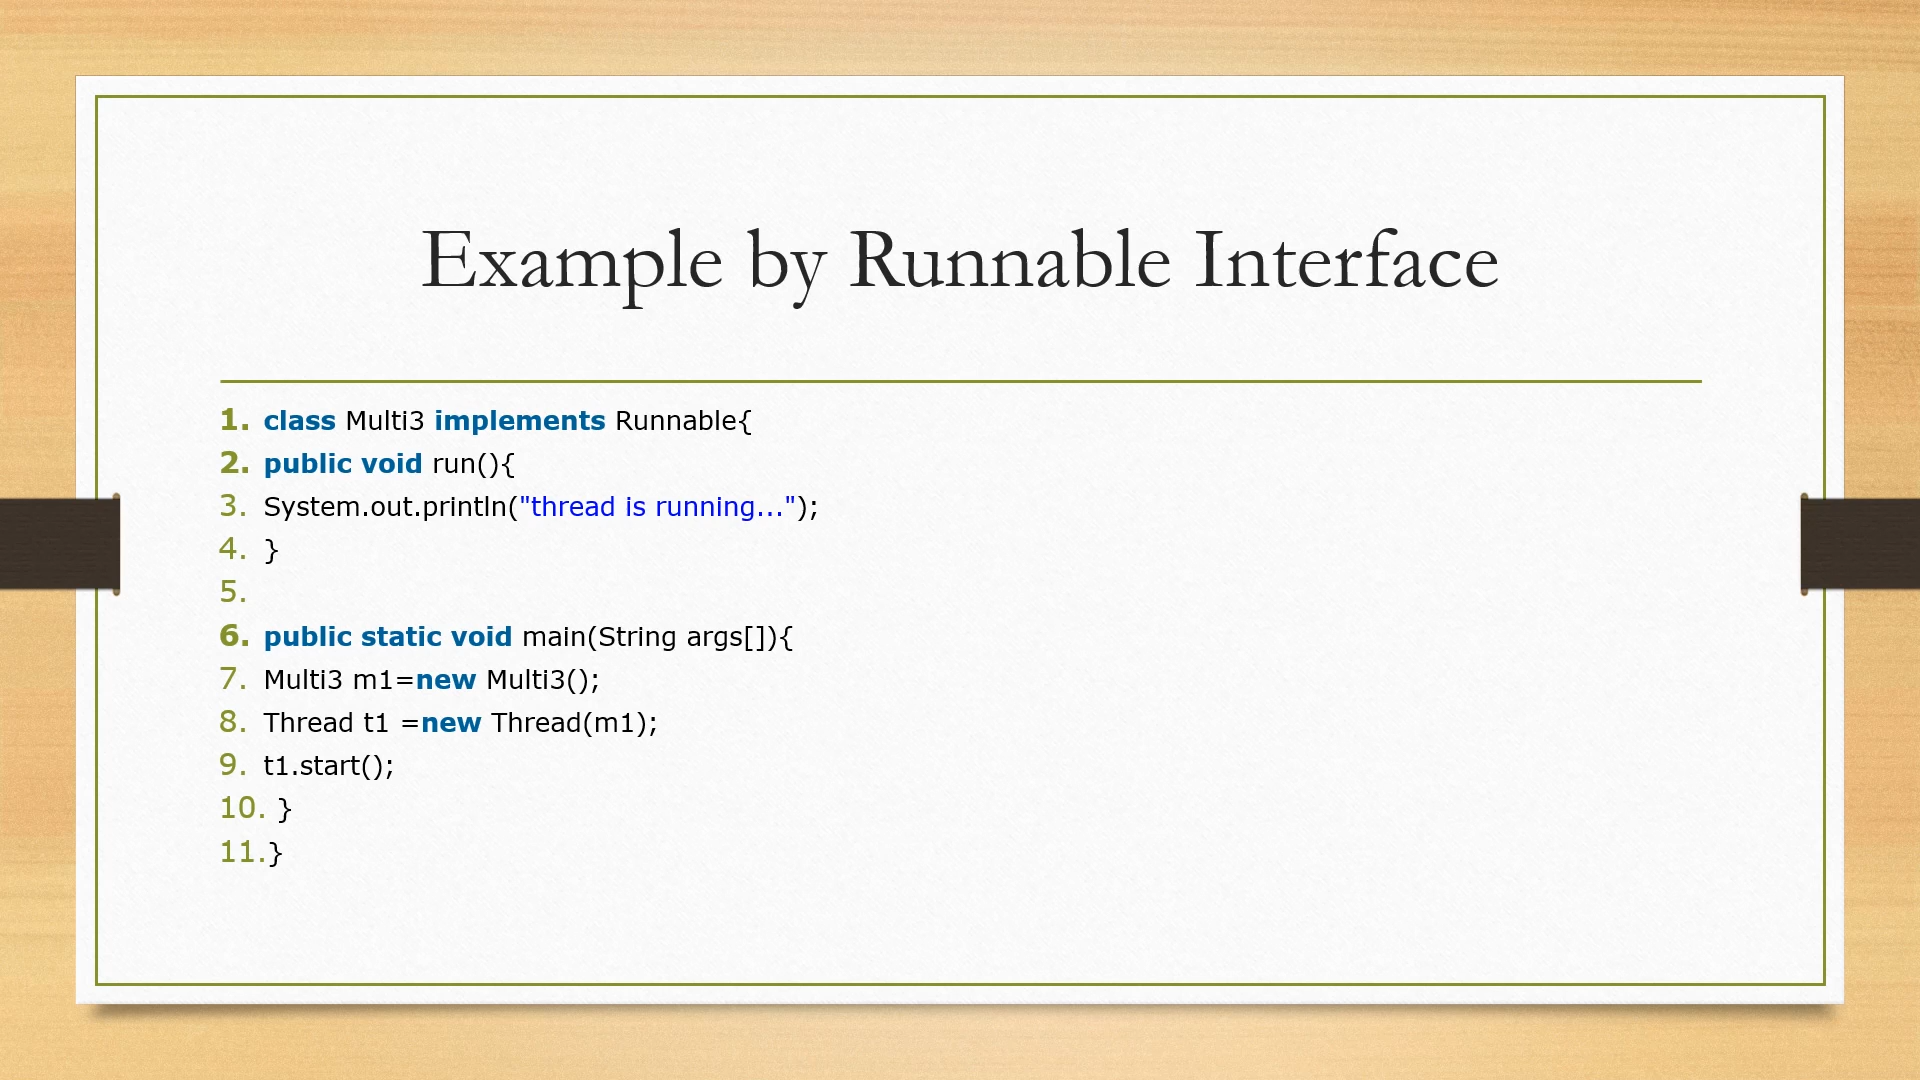 Example by Runnable Interface
1. class Multi3 implements Runnable{
2. public void run(){
3. System.out.println("thread is running...");
4. }
5.
6. public static void main(String args[]){
7. Multi3 m1=new Multi3();
8. Thread t1 =new Thread(m1);
9. t1.start();
10. }
11.}